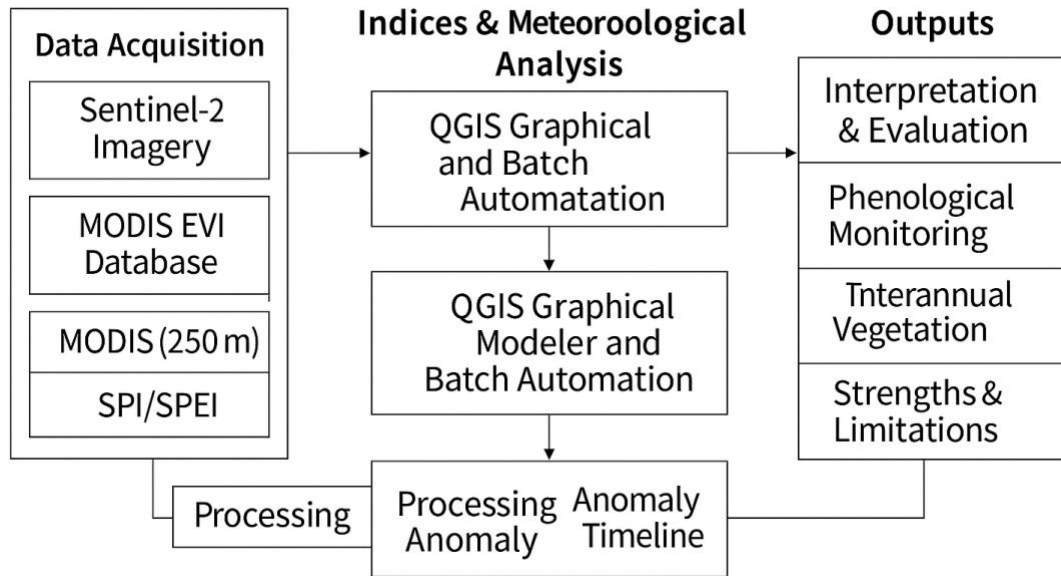 Data Acquisition
Sentinel-2
Imagery
MODIS EVI
Database
MODIS (250 m)
SPI/SPEI
Processing
Indices & Meteoroological
Analysis
QGIS Graphical
and Batch
Automatation
QGIS Graphical
Modeler and
Batch Automation
Processing
Anomaly
Anomaly
Timeline
Outputs
Interpretation
& Evaluation
Phenological
Monitoring
Tnterannual
Vegetation
Strengths &
Limitations